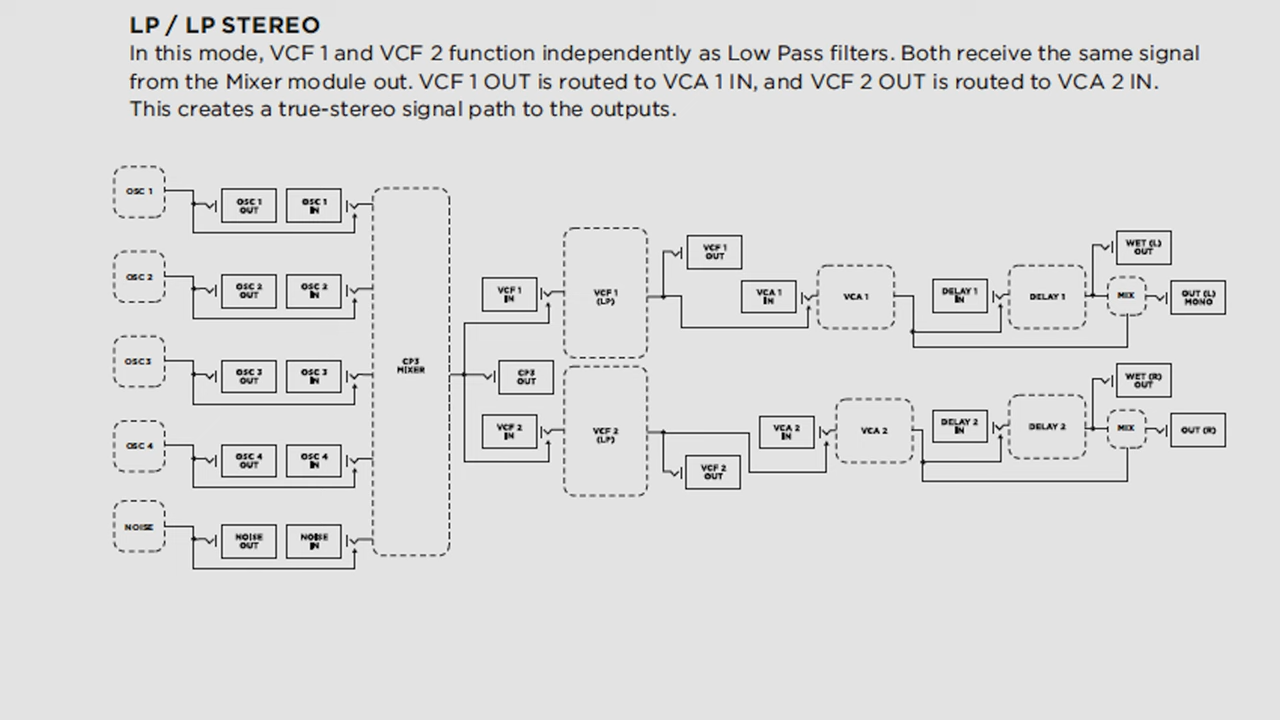 LP / LP STEREO
In this mode, VCF 1 and VCF 2 function independently as Low Pass filters. Both receive the same signal
from the Mixer module out. VCF 1 OUT is routed to VCA 1 IN, and VCF 2 OUT is routed to VCA 2 IN.
This creates a true-stereo signal path to the outputs.
OSC 1
OSC 1
OUT
OSC 1
IN
OSC 2
OSC 2
OUT
OSC 2
IN
OSC 3
OSC 3
OUT
OSC 3
IN
OSC 4
OSC 4
OUT
OSC 4
IN
NOISE
NOISE
OUT
NOISE
IN
CP3
MIXER
VCF 1
IN
CP3
OUT
VCF 2
IN
VCF 1
(LP)
VCF 2
(LP)
VCF 1
OUT
VCA 1
IN
VCA 1
DELAY 1
IN
DELAY 1
WET (L)
OUT
MIX
OUT (L)
MONO
VCF 2
OUT
VCA 2
IN
VCA 2
DELAY 2
IN
DELAY 2
WET (R)
OUT
MIX
OUT (R)